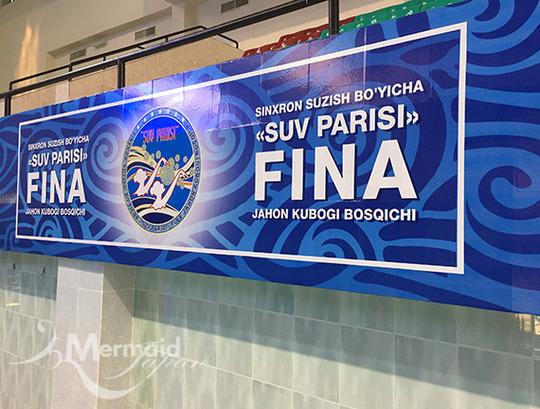 SINXRON SUZISH BO'YICHA
«SUV PARISI»
FINA
JAHON KUBOGI BOSQICHI
"SUV PARISI"
SINXRON SUZISH BO'YICHA
«SUV PARISI»
FINA
JAHON KUBOGI BOSQICHI
Mermaid
Japan